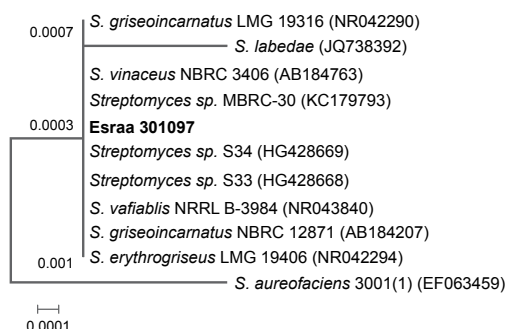 S. griseoincarnatus LMG 19316 (NR042290)
0.0007
S. labedae (JQ738392)
S. vinaceus NBRC 3406 (AB184763)
Streptomyces sp. MBRC-30 (KC179793)
0.0003
Esraa 301097
Streptomyces sp. S34 (HG428669)
Streptomyces sp. S33 (HG428668)
S. vafiablis NRRL B-3984 (NR043840)
S. griseoincarnatus NBRC 12871 (AB184207)
S. erythrogriseus LMG 19406 (NR042294)
0.001
S. aureofaciens 3001(1) (EF063459)
0.0001